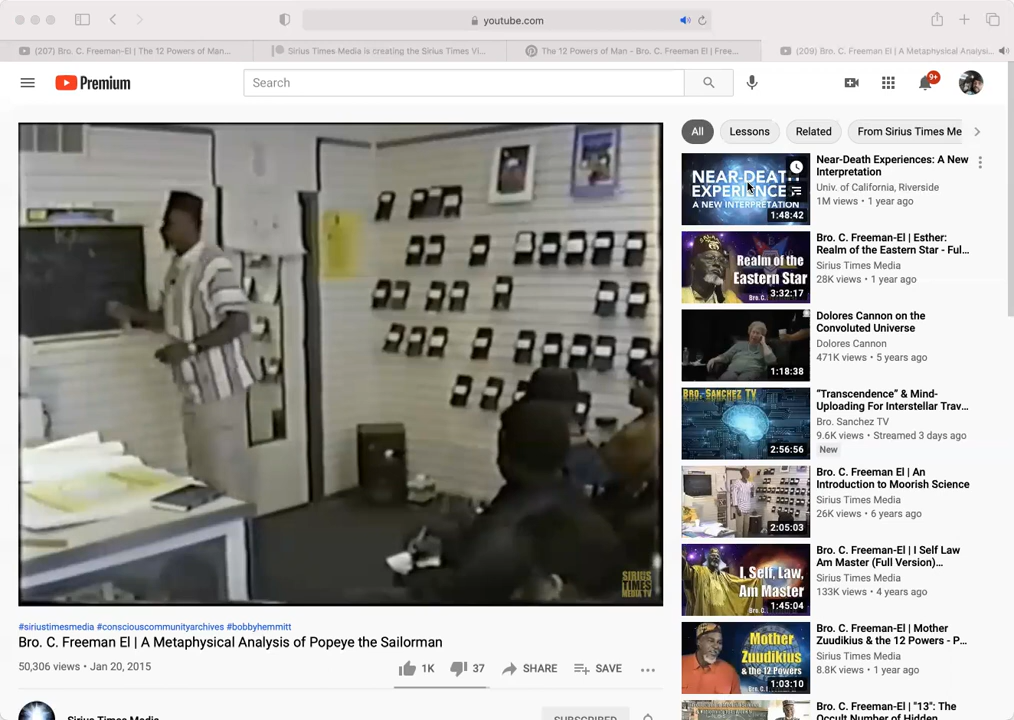 youtube.com
(207) Bro. C. Freeman-El | The 12 Powers of Man...
Sirius Times Media is creating the Sirius Times Vi...
The 12 Powers of Man - Bro. C. Freeman El | Free...
(209) Bro. C. Freeman El | A Metaphysical Analysi...
Premium
Search
9+
All
Lessons
Related
From Sirius Times Me
NEAR-DEATH
EXPERIENCES
A NEW INTERPRETATION
1:48:42
Near-Death Experiences: A New
Interpretation
Univ. of California, Riverside
1M views • 1 year ago
Realm of the
Eastern Star
Bro. C.
3:32:17
Bro. C. Freeman-El | Esther:
Realm of the Eastern Star - Ful...
Sirius Times Media
28K views • 1 year ago
1:18:38
Dolores Cannon on the
Convoluted Universe
Dolores Cannon
471K views • 5 years ago
BRO. SANCHEZ TV
2:56:56
"Transcendence" & Mind-
Uploading For Interstellar Trav...
Bro. Sanchez TV
9.6K views • Streamed 3 days ago
New
2:05:03
Bro. C. Freeman El | An
Introduction to Moorish Science
Sirius Times Media
26K views • 6 years ago
I, Self, Law,
Am Master
1:45:04
Bro. C. Freeman-El | I Self Law
Am Master (Full Version)...
Sirius Times Media
133K views • 4 years ago
Mother
Zuudikius
& the 12 Powers
1:03:10
Bro. C. Freeman-El | Mother
Zuudikius & the 12 Powers - P...
Sirius Times Media
8.8K views • 1 year ago
Bro. C. Freeman-El | "13": The
Occult Number of Hidden
SIRIUS
TIMES
MEDIA TV
#siriustimesmedia #consciouscommunityarchives #bobbyhemmitt
Bro. C. Freeman El | A Metaphysical Analysis of Popeye the Sailorman
50,306 views • Jan 20, 2015
1K
37
SHARE
SAVE
Sirius Times Media
SUBSCRIBED